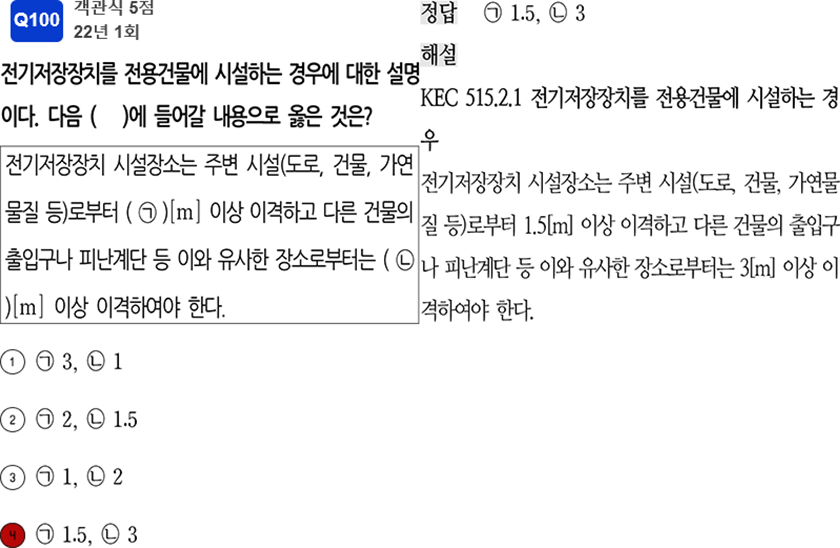 Q100 객관식 5점
22년 1회
전기저장장치를 전용건물에 시설하는 경우에 대한 설명
이다. 다음 (    )에 들어갈 내용으로 옳은 것은?
전기저장장치 시설장소는 주변 시설(도로, 건물, 가연
물질 등)로부터 ( ㉠ )[m] 이상 이격하고 다른 건물의
출입구나 피난계단 등 이와 유사한 장소로부터는 ( ㉡
)[m] 이상 이격하여야 한다.
① ㉠ 3, ㉡ 1
② ㉠ 2, ㉡ 1.5
③ ㉠ 1, ㉡ 2
④ ㉠ 1.5, ㉡ 3
정답 ㉠ 1.5, ㉡ 3
해설
KEC 515.2.1 전기저장장치를 전용건물에 시설하는 경
우
전기저장장치 시설장소는 주변 시설(도로, 건물, 가연물
질 등)로부터 1.5[m] 이상 이격하고 다른 건물의 출입구
나 피난계단 등 이와 유사한 장소로부터는 3[m] 이상 이
격하여야 한다.